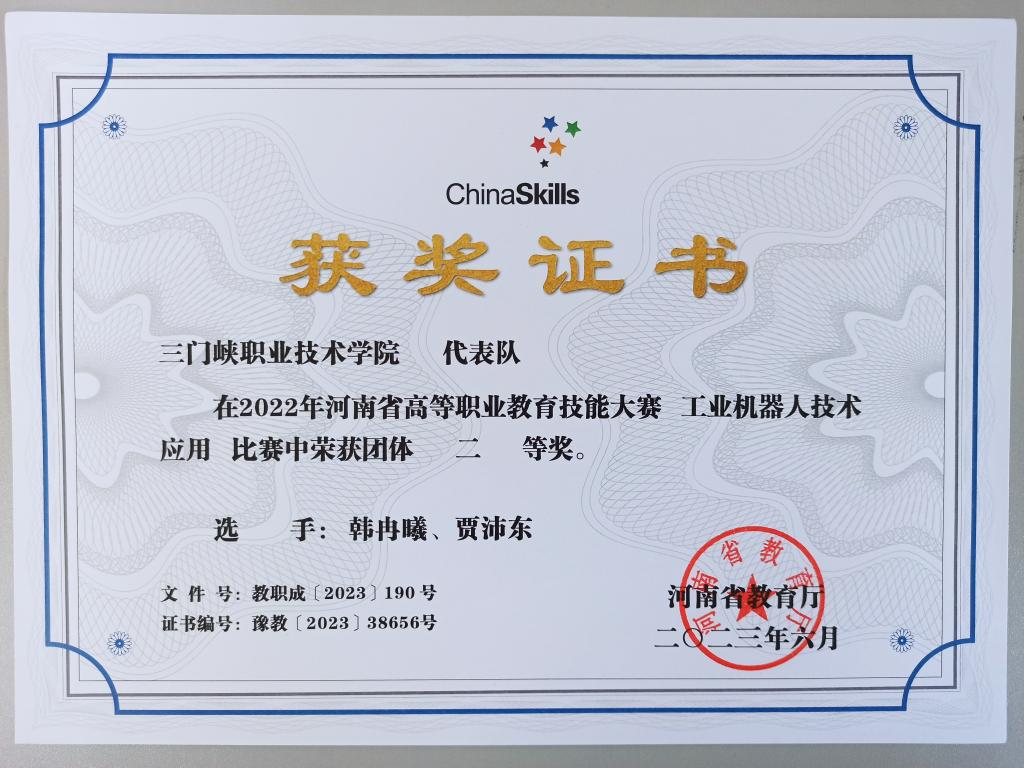 ChinaSkills
获奖证书
三门峡职业技术学院 代表队
在2022年河南省高等职业教育技能大赛 工业机器人技术
应用 比赛中荣获团体 二 等奖。
选 手：韩冉曦、贾沛东
文 件 号：教职成〔2023〕190 号
证书编号：豫教〔2023〕38656号
河南省教育厅
二〇二三年六月
河南省教育厅